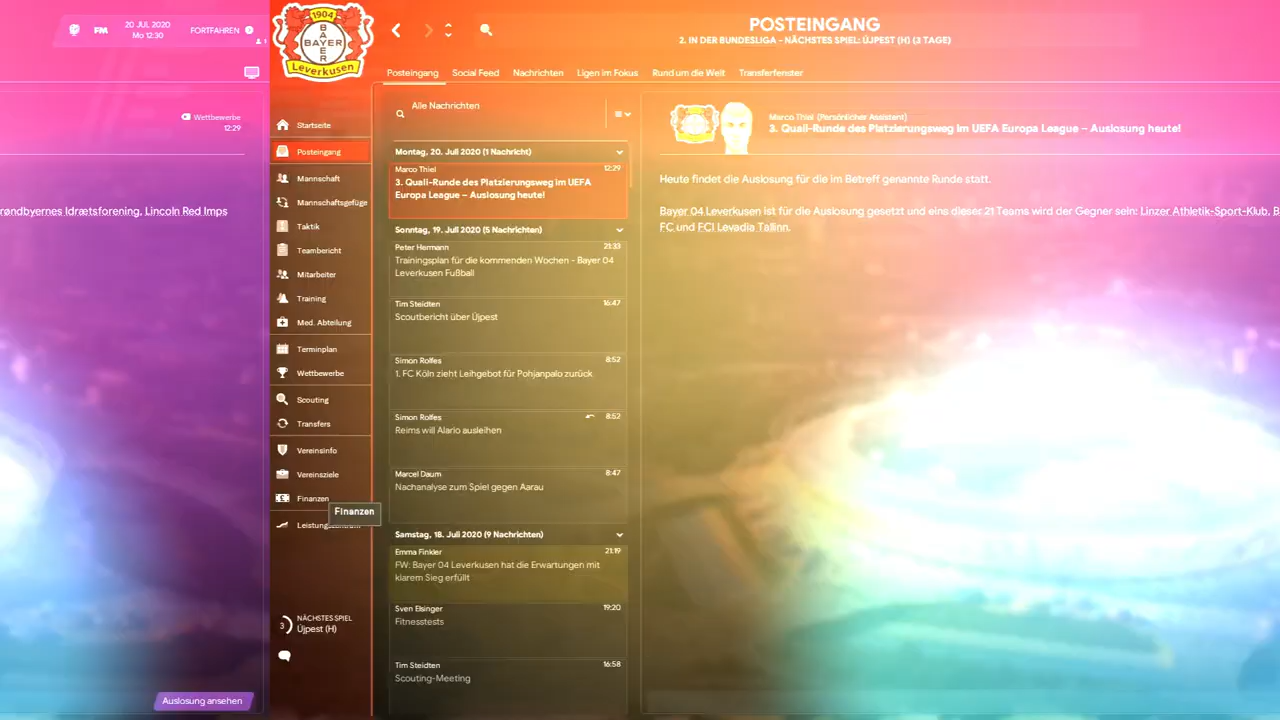 20 JUL 2020
Mo 12:30
FM
FORTFAHREN
1904
BAYER
BAYER
Leverkusen
POSTEINGANG
2. IN DER BUNDESLIGA - NÄCHSTES SPIEL: ÚJPEST (H) (3 TAGE)
Posteingang
Social Feed
Nachrichten
Ligen im Fokus
Rund um die Welt
Transferfenster
Wettbewerbe
12:29
røndbyernes Idrætsforening, Lincoln Red Imps
Auslosung ansehen
Startseite
Posteingang
Mannschaft
Mannschaftsgefüge
Taktik
Teambericht
Mitarbeiter
Training
Med. Abteilung
Terminplan
Wettbewerbe
Scouting
Transfers
Vereinsinfo
Vereinsziele
Finanzen
Finanzen
3
NÄCHSTES SPIEL
Újpest (H)
Alle Nachrichten
Montag, 20. Juli 2020 (1 Nachricht)
Marco Thiel 12:29
3. Quali-Runde des Platzierungsweg im UEFA
Europa League – Auslosung heute!
Sonntag, 19. Juli 2020 (5 Nachrichten)
Peter Hermann 21:33
Trainingsplan für die kommenden Wochen - Bayer 04
Leverkusen Fußball
Tim Steidten 16:47
Scoutbericht über Újpest
Simon Rolfes 8:52
1. FC Köln zieht Leihgebot für Pohjanpalo zurück
Simon Rolfes 8:52
Reims will Alario ausleihen
Marcel Daum 8:47
Nachanalyse zum Spiel gegen Aarau
Samstag, 18. Juli 2020 (9 Nachrichten)
Emma Finkler 21:19
FW: Bayer 04 Leverkusen hat die Erwartungen mit
klarem Sieg erfüllt
Sven Elsinger 19:20
Fitnesstests
Tim Steidten 16:58
Scouting-Meeting
Marco Thiel (Persönlicher Assistent)
3. Quali-Runde des Platzierungsweg im UEFA Europa League – Auslosung heute!
Heute findet die Auslosung für die im Betreff genannte Runde statt.
Bayer 04 Leverkusen ist für die Auslosung gesetzt und eins dieser 21 Teams wird der Gegner sein: Linzer Athletik-Sport-Klub, B
FC und FCI Levadia Tallinn.